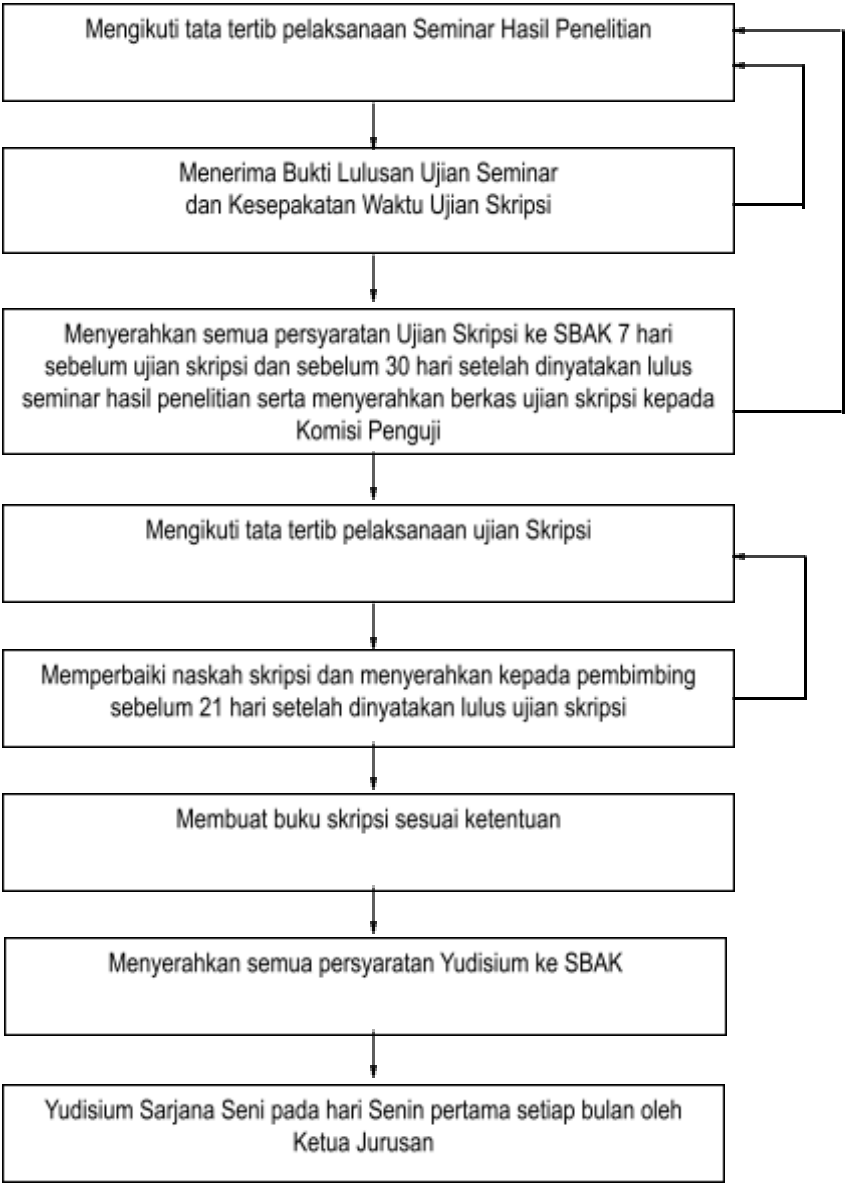 Mengikuti tata tertib pelaksanaan Seminar Hasil Penelitian
Menerima Bukti Lulusan Ujian Seminar
dan Kesepakatan Waktu Ujian Skripsi
Menyerahkan semua persyaratan Ujian Skripsi ke SBAK 7 hari
sebelum ujian skripsi dan sebelum 30 hari setelah dinyatakan lulus
seminar hasil penelitian serta menyerahkan berkas ujian skripsi kepada
Komisi Penguji
Mengikuti tata tertib pelaksanaan ujian Skripsi
Memperbaiki naskah skripsi dan menyerahkan kepada pembimbing
sebelum 21 hari setelah dinyatakan lulus ujian skripsi
Membuat buku skripsi sesuai ketentuan
Menyerahkan semua persyaratan Yudisium ke SBAK
Yudisium Sarjana Seni pada hari Senin pertama setiap bulan oleh
Ketua Jurusan